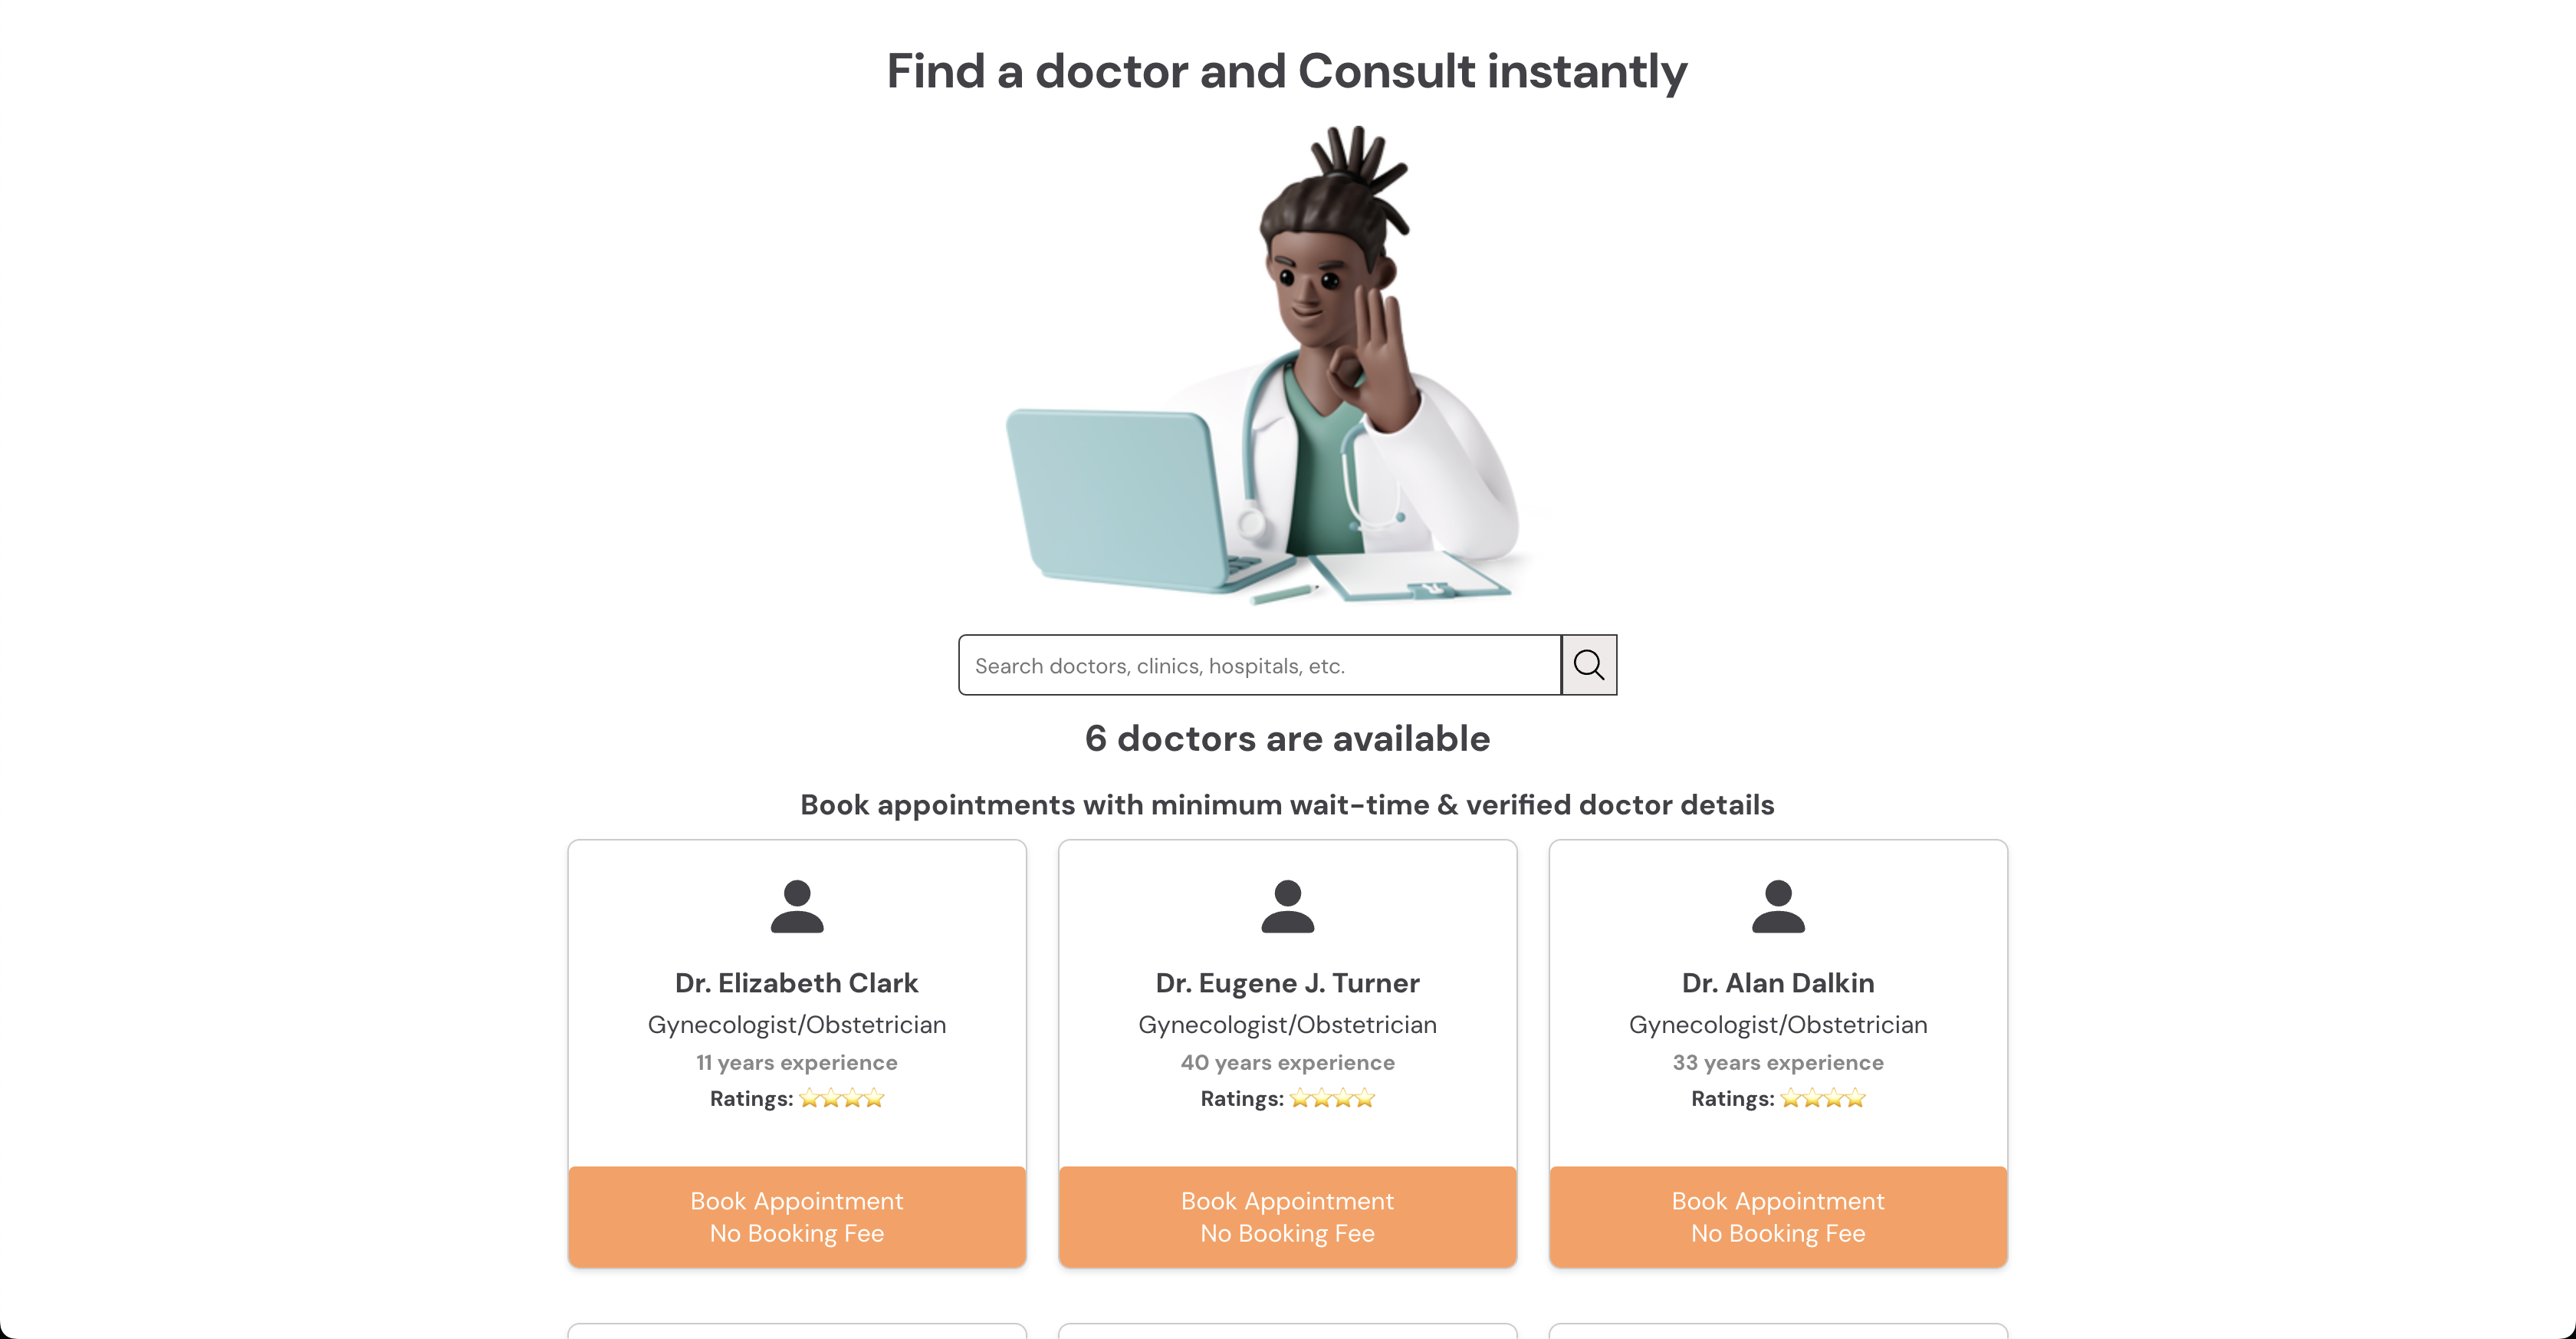 Find a doctor and Consult instantly
Search doctors, clinics, hospitals, etc.
6 doctors are available
Book appointments with minimum wait-time & verified doctor details
Dr. Elizabeth Clark
Gynecologist/Obstetrician
11 years experience
Ratings: ⭐⭐⭐⭐
Book Appointment
No Booking Fee
Dr. Eugene J. Turner
Gynecologist/Obstetrician
40 years experience
Ratings: ⭐⭐⭐⭐
Book Appointment
No Booking Fee
Dr. Alan Dalkin
Gynecologist/Obstetrician
33 years experience
Ratings: ⭐⭐⭐⭐
Book Appointment
No Booking Fee